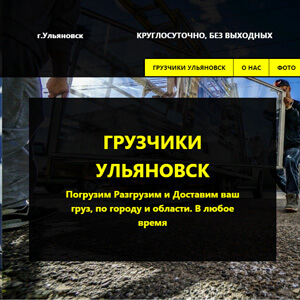 г.Ульяновск
КРУГЛОСУТОЧНО, БЕЗ ВЫХОДНЫХ
ГРУЗЧИКИ УЛЬЯНОВСК
О НАС
ФОТО
ГРУЗЧИКИ
УЛЬЯНОВСК
Погрузим Разгрузим и Доставим ваш
груз, по городу и области. В любое
время